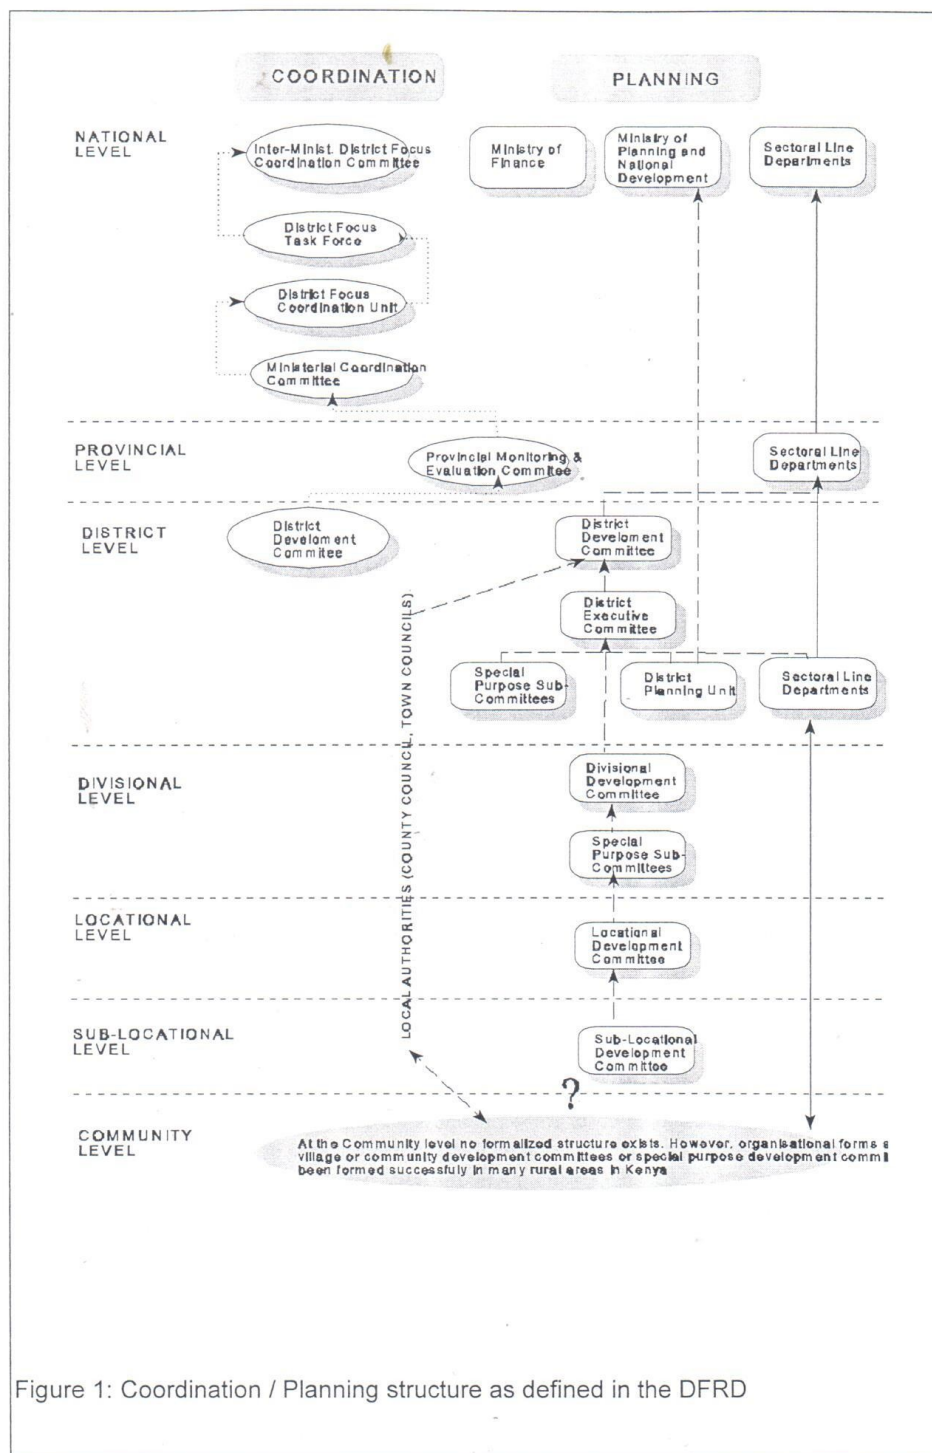 COORDINATION
PLANNING
NATIONAL
LEVEL
Inter-Minist. District Focus
Coordination Committee
Ministry of
Finance
Ministry of
Planning and
National
Development
Sectoral Line
Departments
District Focus
Task Force
District Focus
Coordination Unit
Ministerial Coordination
Committee
PROVINCIAL
LEVEL
Provincial Monitoring &
Evaluation Committee
Sectoral Line
Departments
DISTRICT
LEVEL
District
Develoment
Commitee
District
Develoment
Committee
District
Executive
Committee
Special
Purpose Sub-
Committees
District
Planning Unit
Sectoral Line
Departments
LOCAL AUTHORITIES (COUNTY COUNCIL, TOWN COUNCILS)
DIVISIONAL
LEVEL
Divisional
Development
Committee
Special
Purpose Sub-
Committees
LOCATIONAL
LEVEL
Locational
Development
Committee
SUB-LOCATIONAL
LEVEL
Sub-Locational
Development
Committee
?
COMMUNITY
LEVEL
At the Community level no formalized structure exists. However, organisational forms
village or community development committees or special purpose development
been formed successfuly in many rural areas in Kenya
Figure 1: Coordination / Planning structure as defined in the DFRD